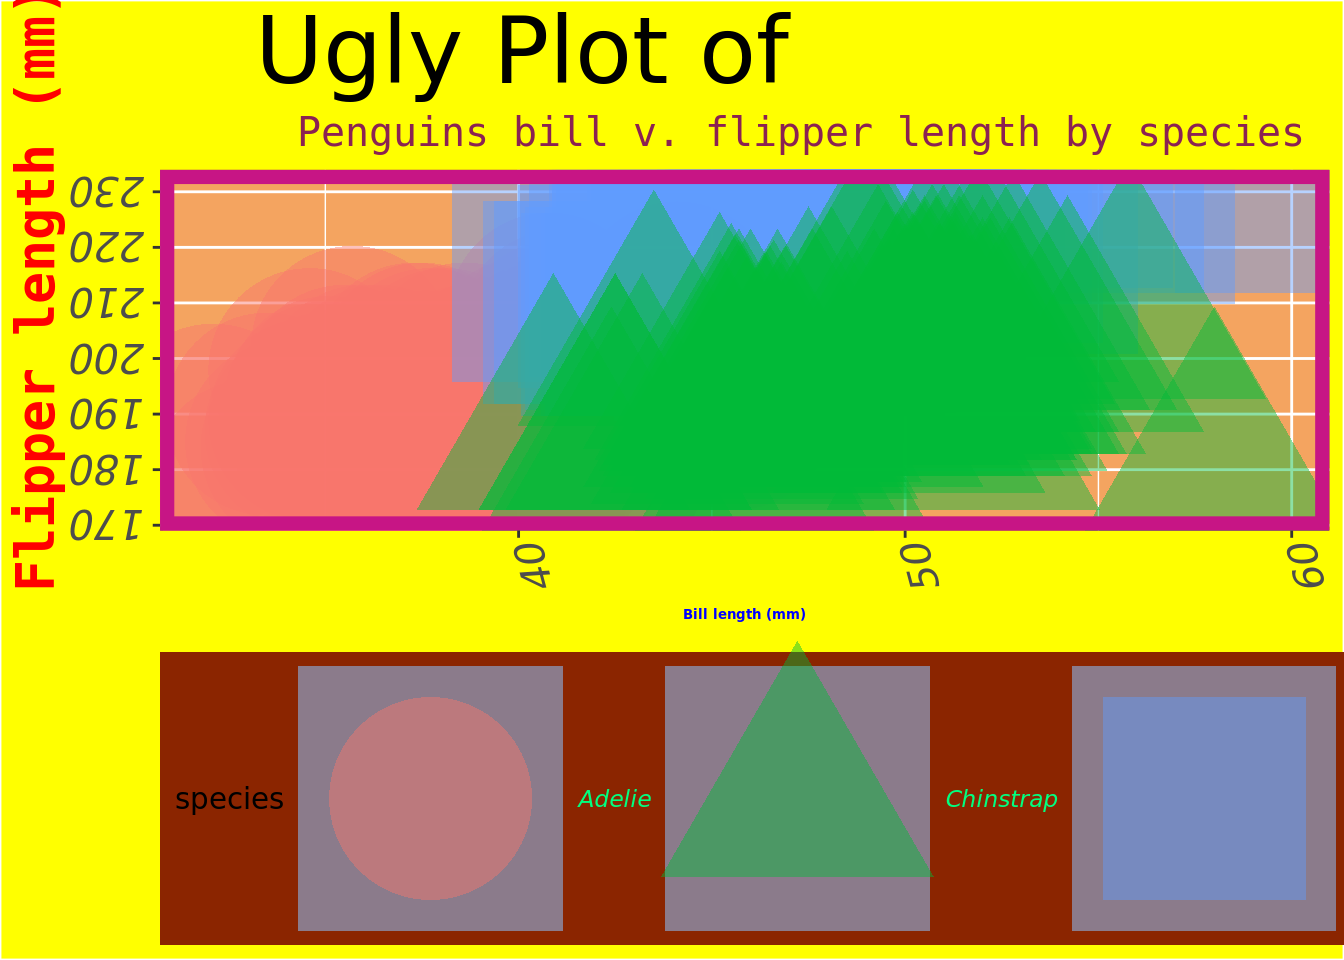 Ugly Plot of
Penguins bill v. flipper length by species
Flipper length (mm)
230
220
210
200
190
180
170
40
50
60
Bill length (mm)
species
Adelie
Chinstrap